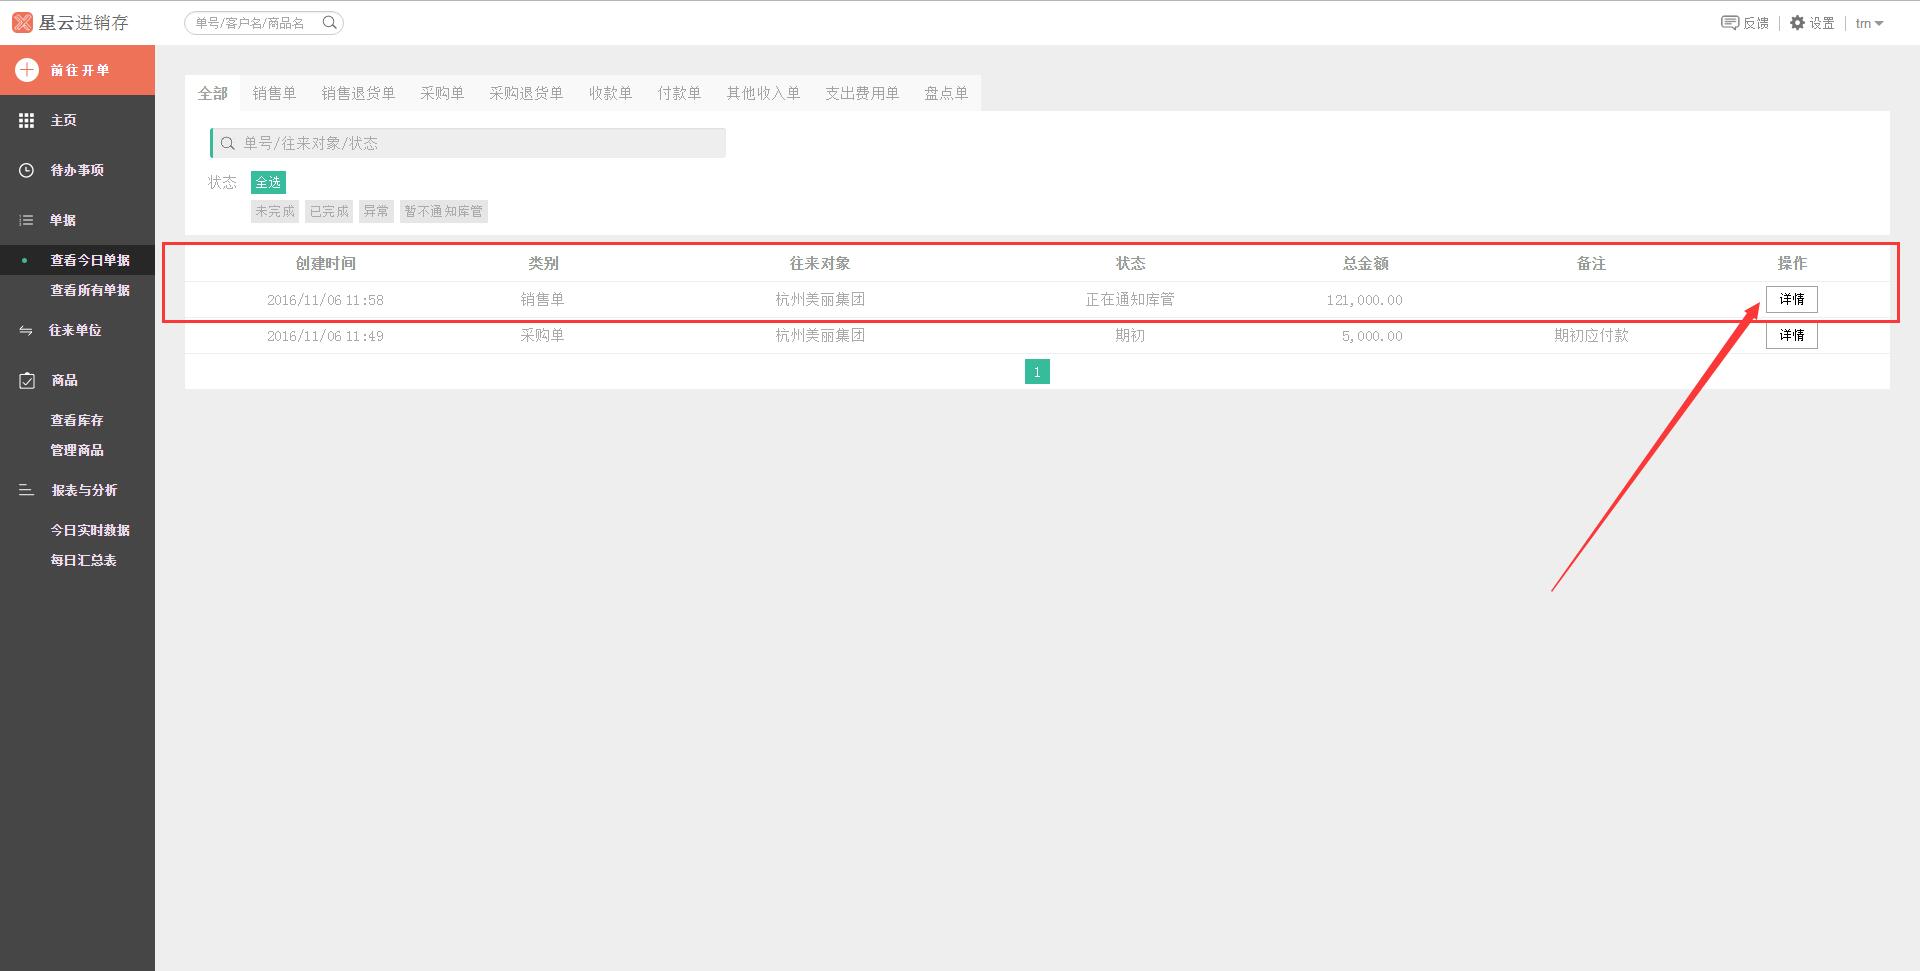 星云进销存 单号/客户名/商品名 反馈 设置 tm
前往开单
主页
待办事项
单据
查看今日单据
查看所有单据
往来单位
商品
查看库存
管理商品
报表与分析
今日实时数据
每日汇总表
全部 销售单 销售退货单 采购单 采购退货单 收款单 付款单 其他收入单 支出费用单 盘点单
单号/往来对象/状态
状态 全选
未完成 已完成 异常 暂不通知库管
创建时间 类别 往来对象 状态 总金额 备注 操作
2016/11/06 11:58 销售单 杭州美丽集团 正在通知库管 121,000.00 详情
2016/11/06 11:49 采购单 杭州美丽集团 期初 5,000.00 期初应付款 详情
1